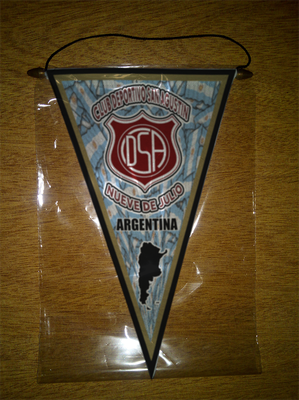 CLUB DEPORTIVO SAN AGUSTIN
CDSA
NUEVE DE JULIO
ARGENTINA